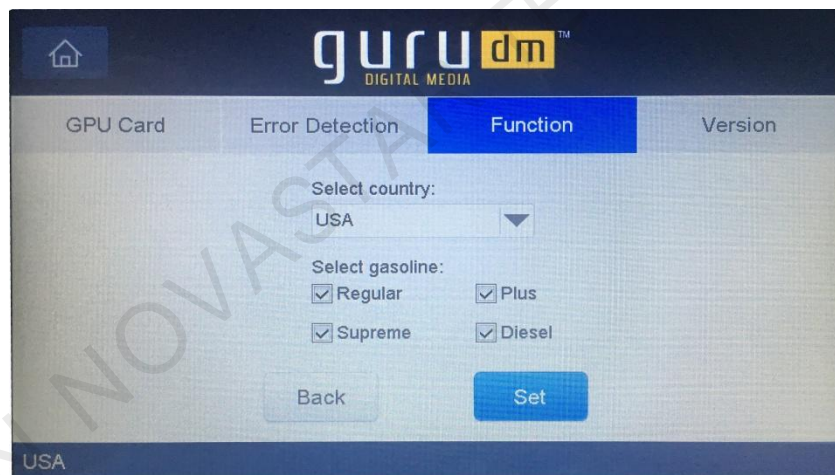 guru dm™
DIGITAL MEDIA
GPU Card Error Detection Function Version
Select country:
USA
Select gasoline:
Regular Plus
Supreme Diesel
Back Set
USA
NOVASTAR